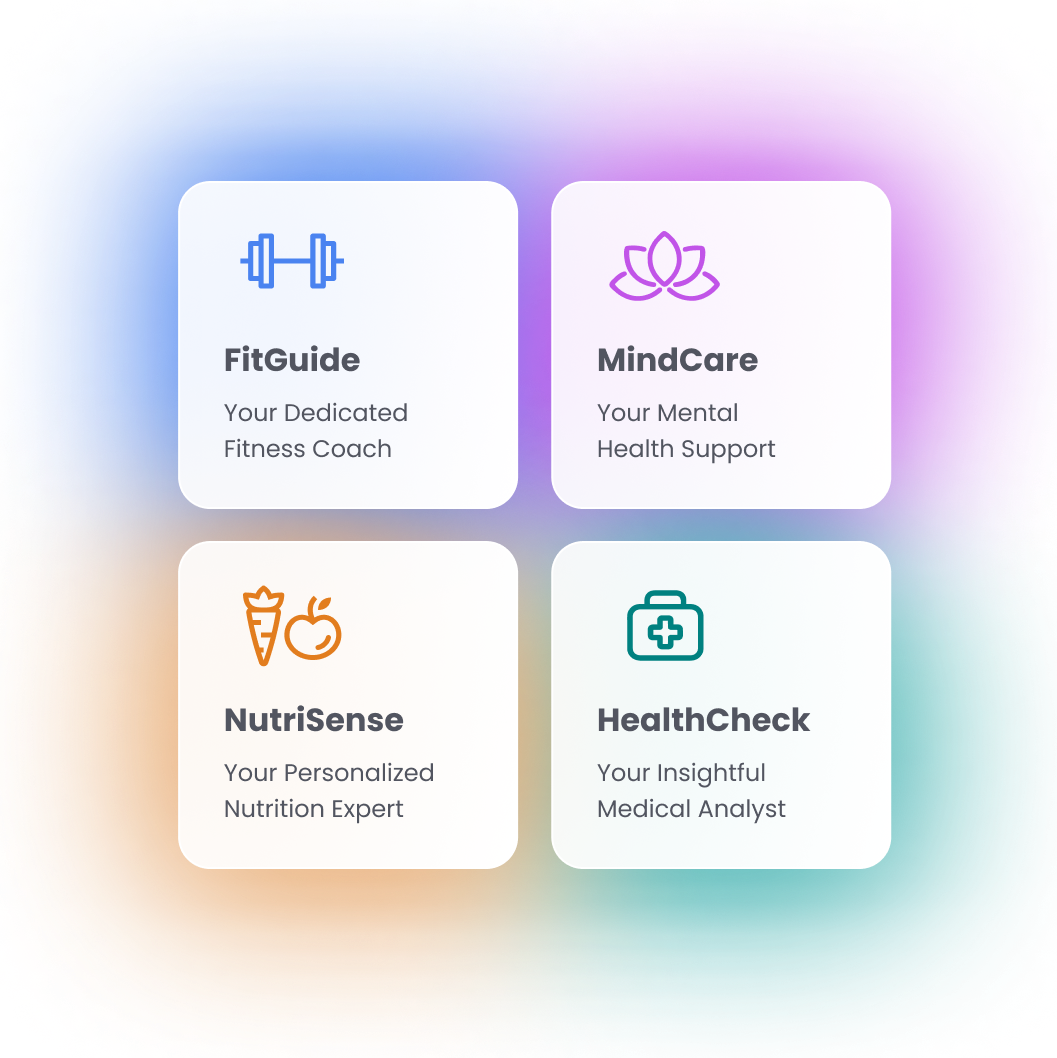 FitGuide
Your Dedicated
Fitness Coach
MindCare
Your Mental
Health Support
NutriSense
Your Personalized
Nutrition Expert
HealthCheck
Your Insightful
Medical Analyst